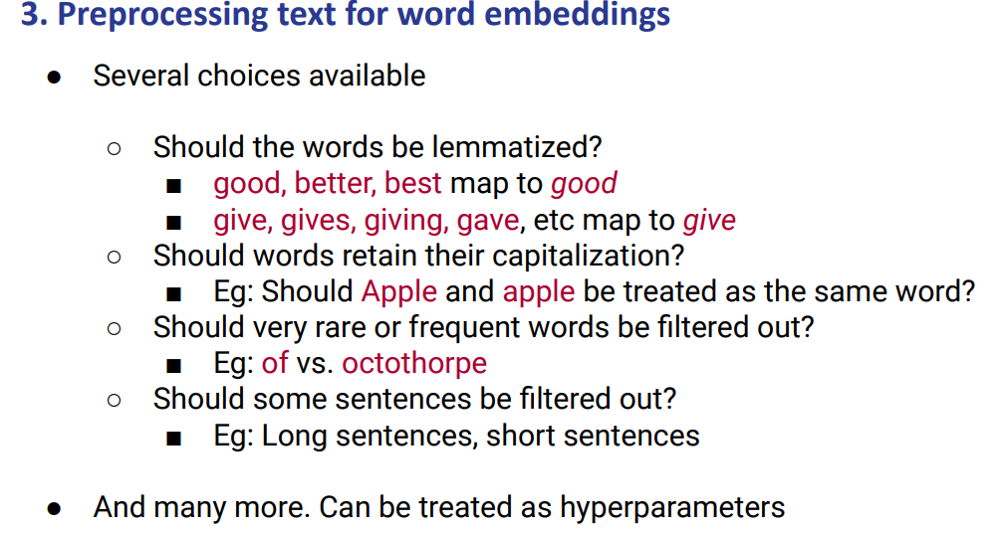 3. Preprocessing text for word embeddings
● Several choices available
○ Should the words be lemmatized?
■ good, better, best map to good
■ give, gives, giving, gave, etc map to give
○ Should words retain their capitalization?
■ Eg: Should Apple and apple be treated as the same word?
○ Should very rare or frequent words be filtered out?
■ Eg: of vs. octothorpe
○ Should some sentences be filtered out?
■ Eg: Long sentences, short sentences
● And many more. Can be treated as hyperparameters